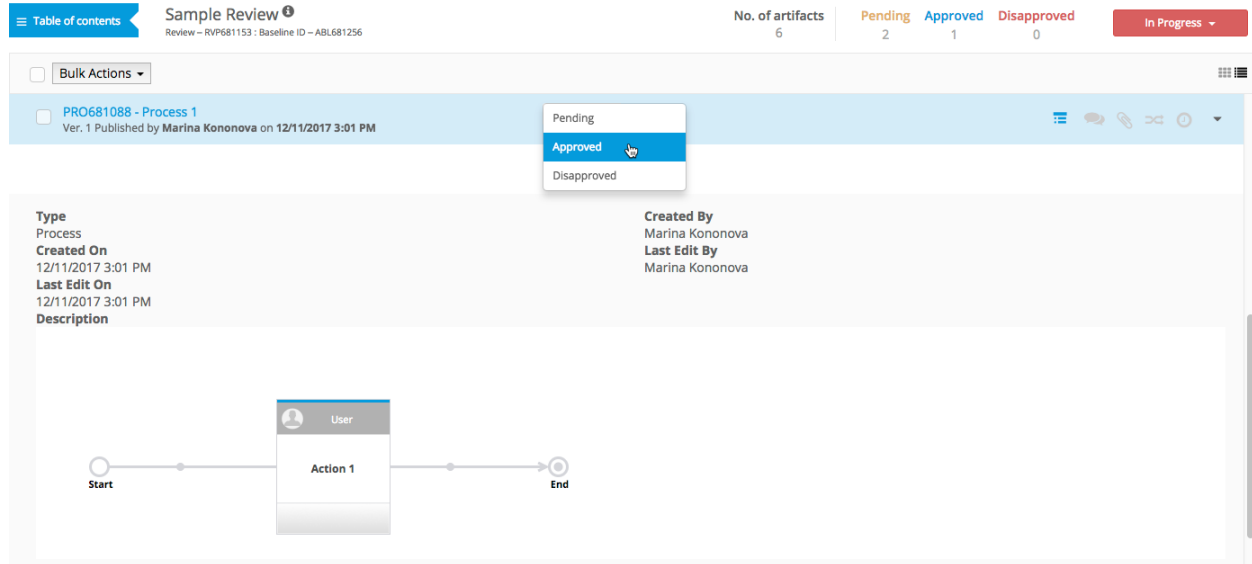 Table of contents
Sample Review
Review – RVP681153 : Baseline ID – ABL681256
No. of artifacts
6
Pending Approved Disapproved
2 1 0
In Progress
Bulk Actions
PRO681088 - Process 1
Ver. 1 Published by Marina Kononova on 12/11/2017 3:01 PM
Pending
Approved
Disapproved
Type
Process
Created On
12/11/2017 3:01 PM
Last Edit On
12/11/2017 3:01 PM
Description
Created By
Marina Kononova
Last Edit By
Marina Kononova
User
Action 1
Start
End